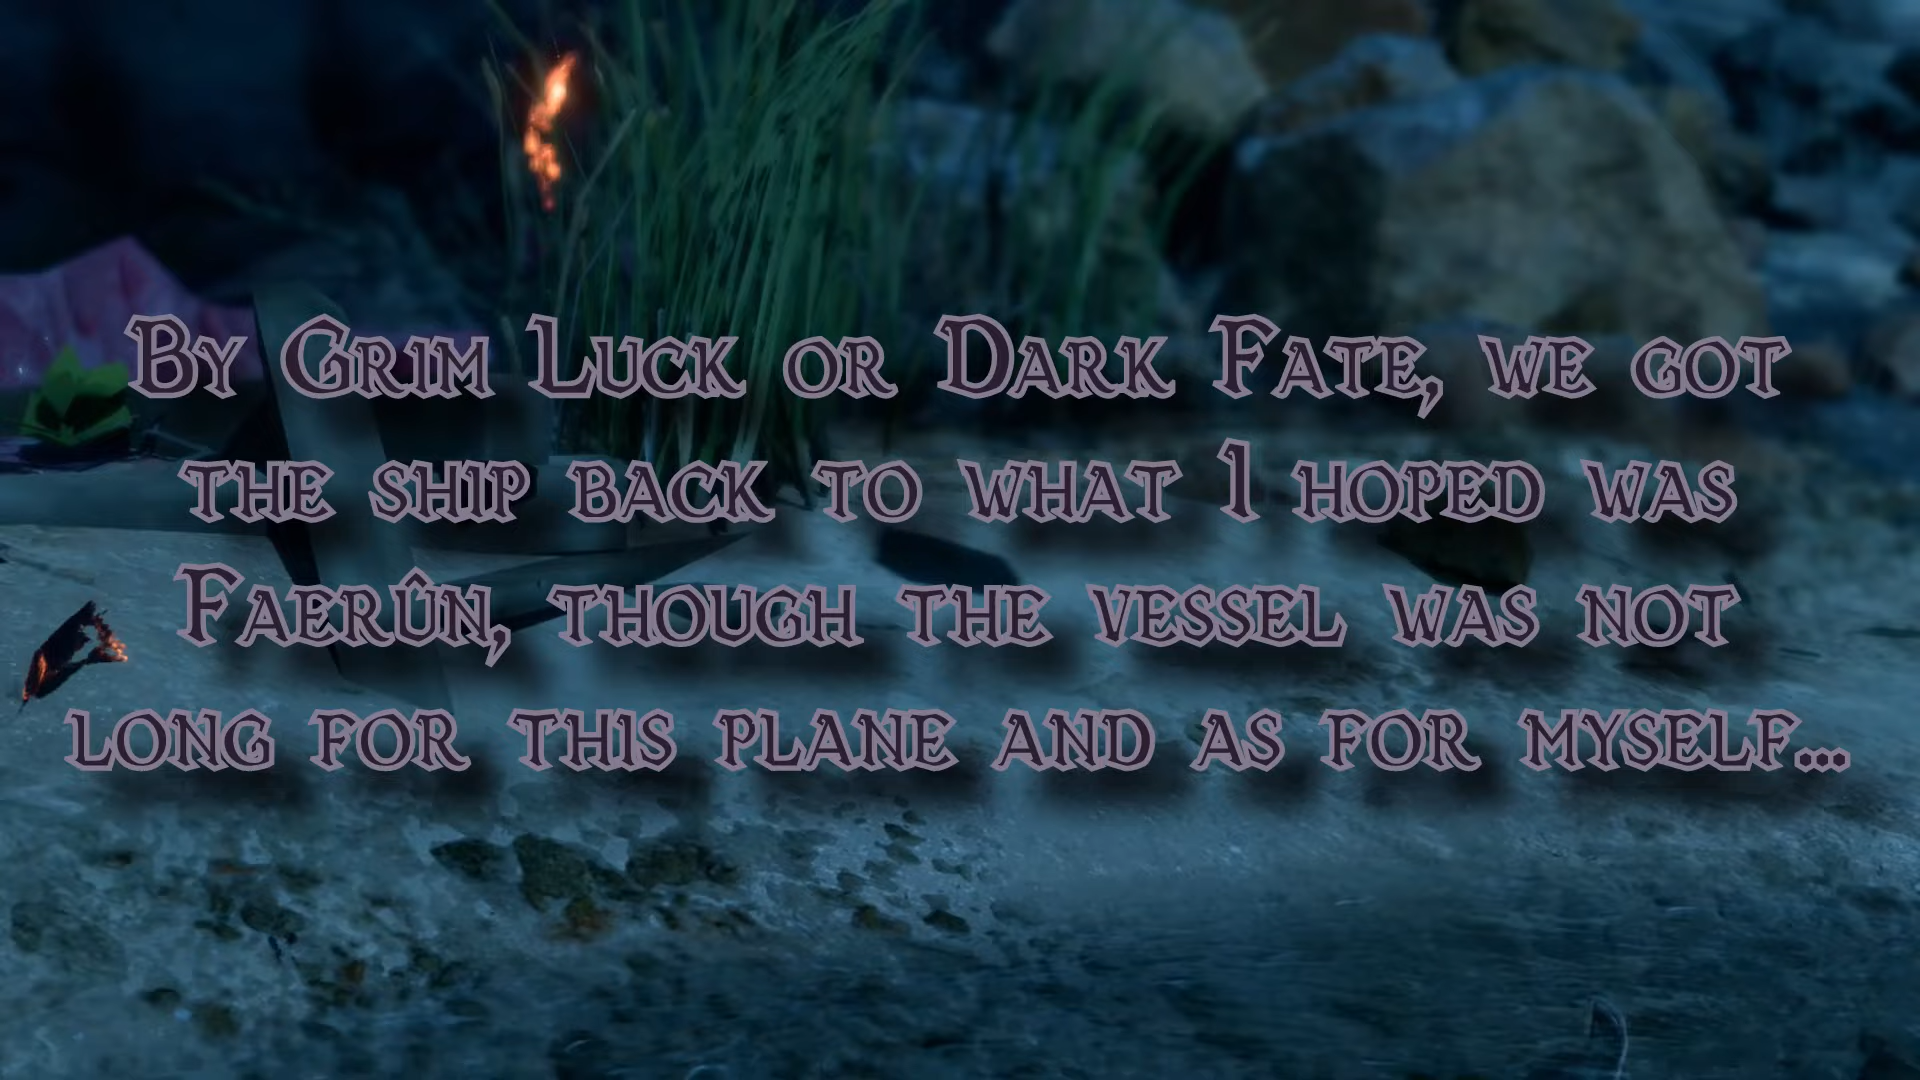 By Grim Luck or Dark Fate, we got
the ship back to what I hoped was
Faerûn, though the vessel was not
long for this plane and as for myself...